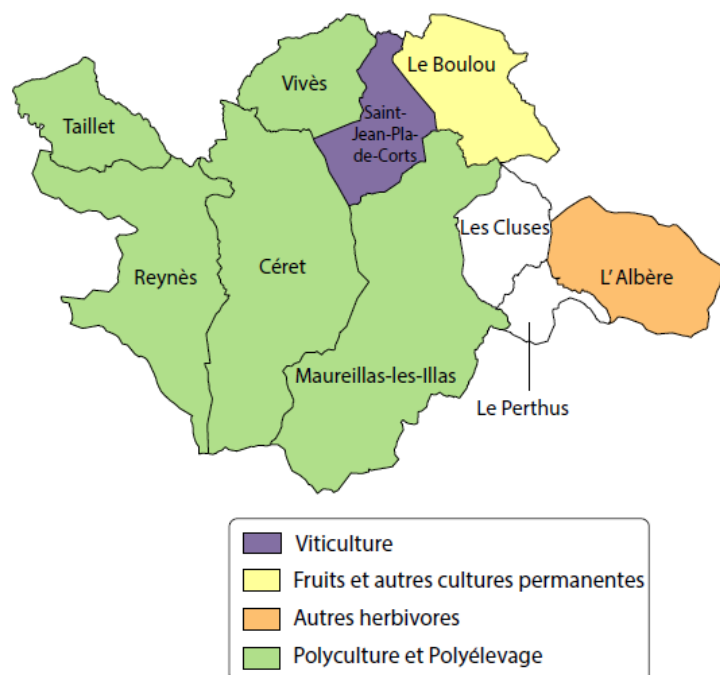 Le Boulou
Vivès
Taillet
Saint-
Jean-Pla-
de-Corts
Les Cluses
L'Albère
Céret
Reynès
Maureillas-les-Illas
Le Perthus
Viticulture
Fruits et autres cultures permanentes
Autres herbivores
Polyculture et Polyélevage